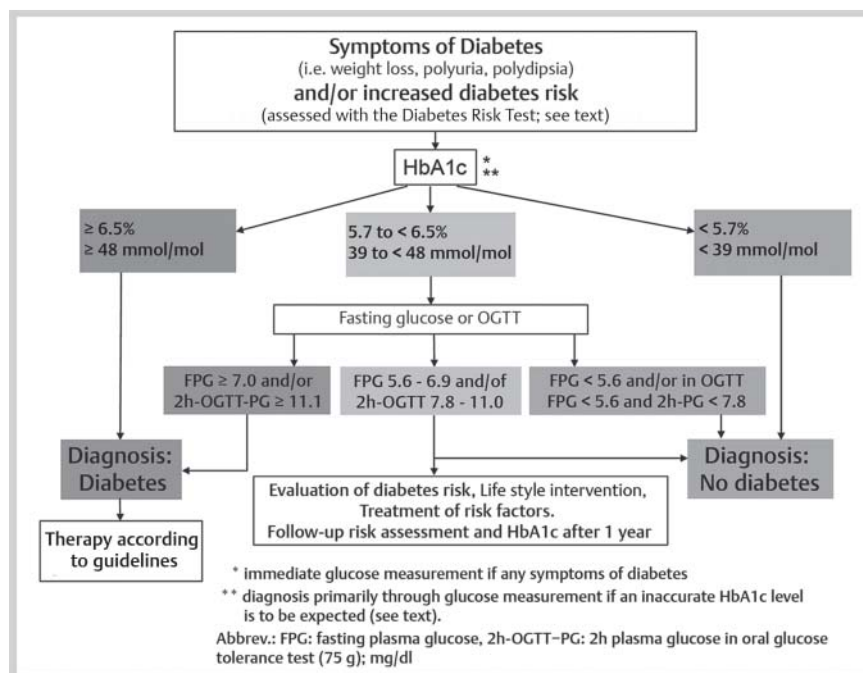 Symptoms of Diabetes
(i.e. weight loss, polyuria, polydipsia)
and/or increased diabetes risk
(assessed with the Diabetes Risk Test; see text)
HbA1c *
**
≥ 6.5%
≥ 48 mmol/mol
5.7 to < 6.5%
39 to < 48 mmol/mol
< 5.7%
< 39 mmol/mol
Fasting glucose or OGTT
FPG ≥ 7.0 and/or
2h-OGTT-PG ≥ 11.1
FPG 5.6 - 6.9 and/of
2h-OGTT 7.8 - 11.0
FPG < 5.6 and/or in OGTT
FPG < 5.6 and 2h-PG < 7.8
Diagnosis:
Diabetes
Diagnosis:
No diabetes
Evaluation of diabetes risk, Life style intervention,
Treatment of risk factors.
Follow-up risk assessment and HbA1c after 1 year
Therapy according
to guidelines
* immediate glucose measurement if any symptoms of diabetes
** diagnosis primarily through glucose measurement if an inaccurate HbA1c level
is to be expected (see text).
Abbrev.: FPG: fasting plasma glucose, 2h-OGTT–PG: 2h plasma glucose in oral glucose
tolerance test (75 g); mg/dl